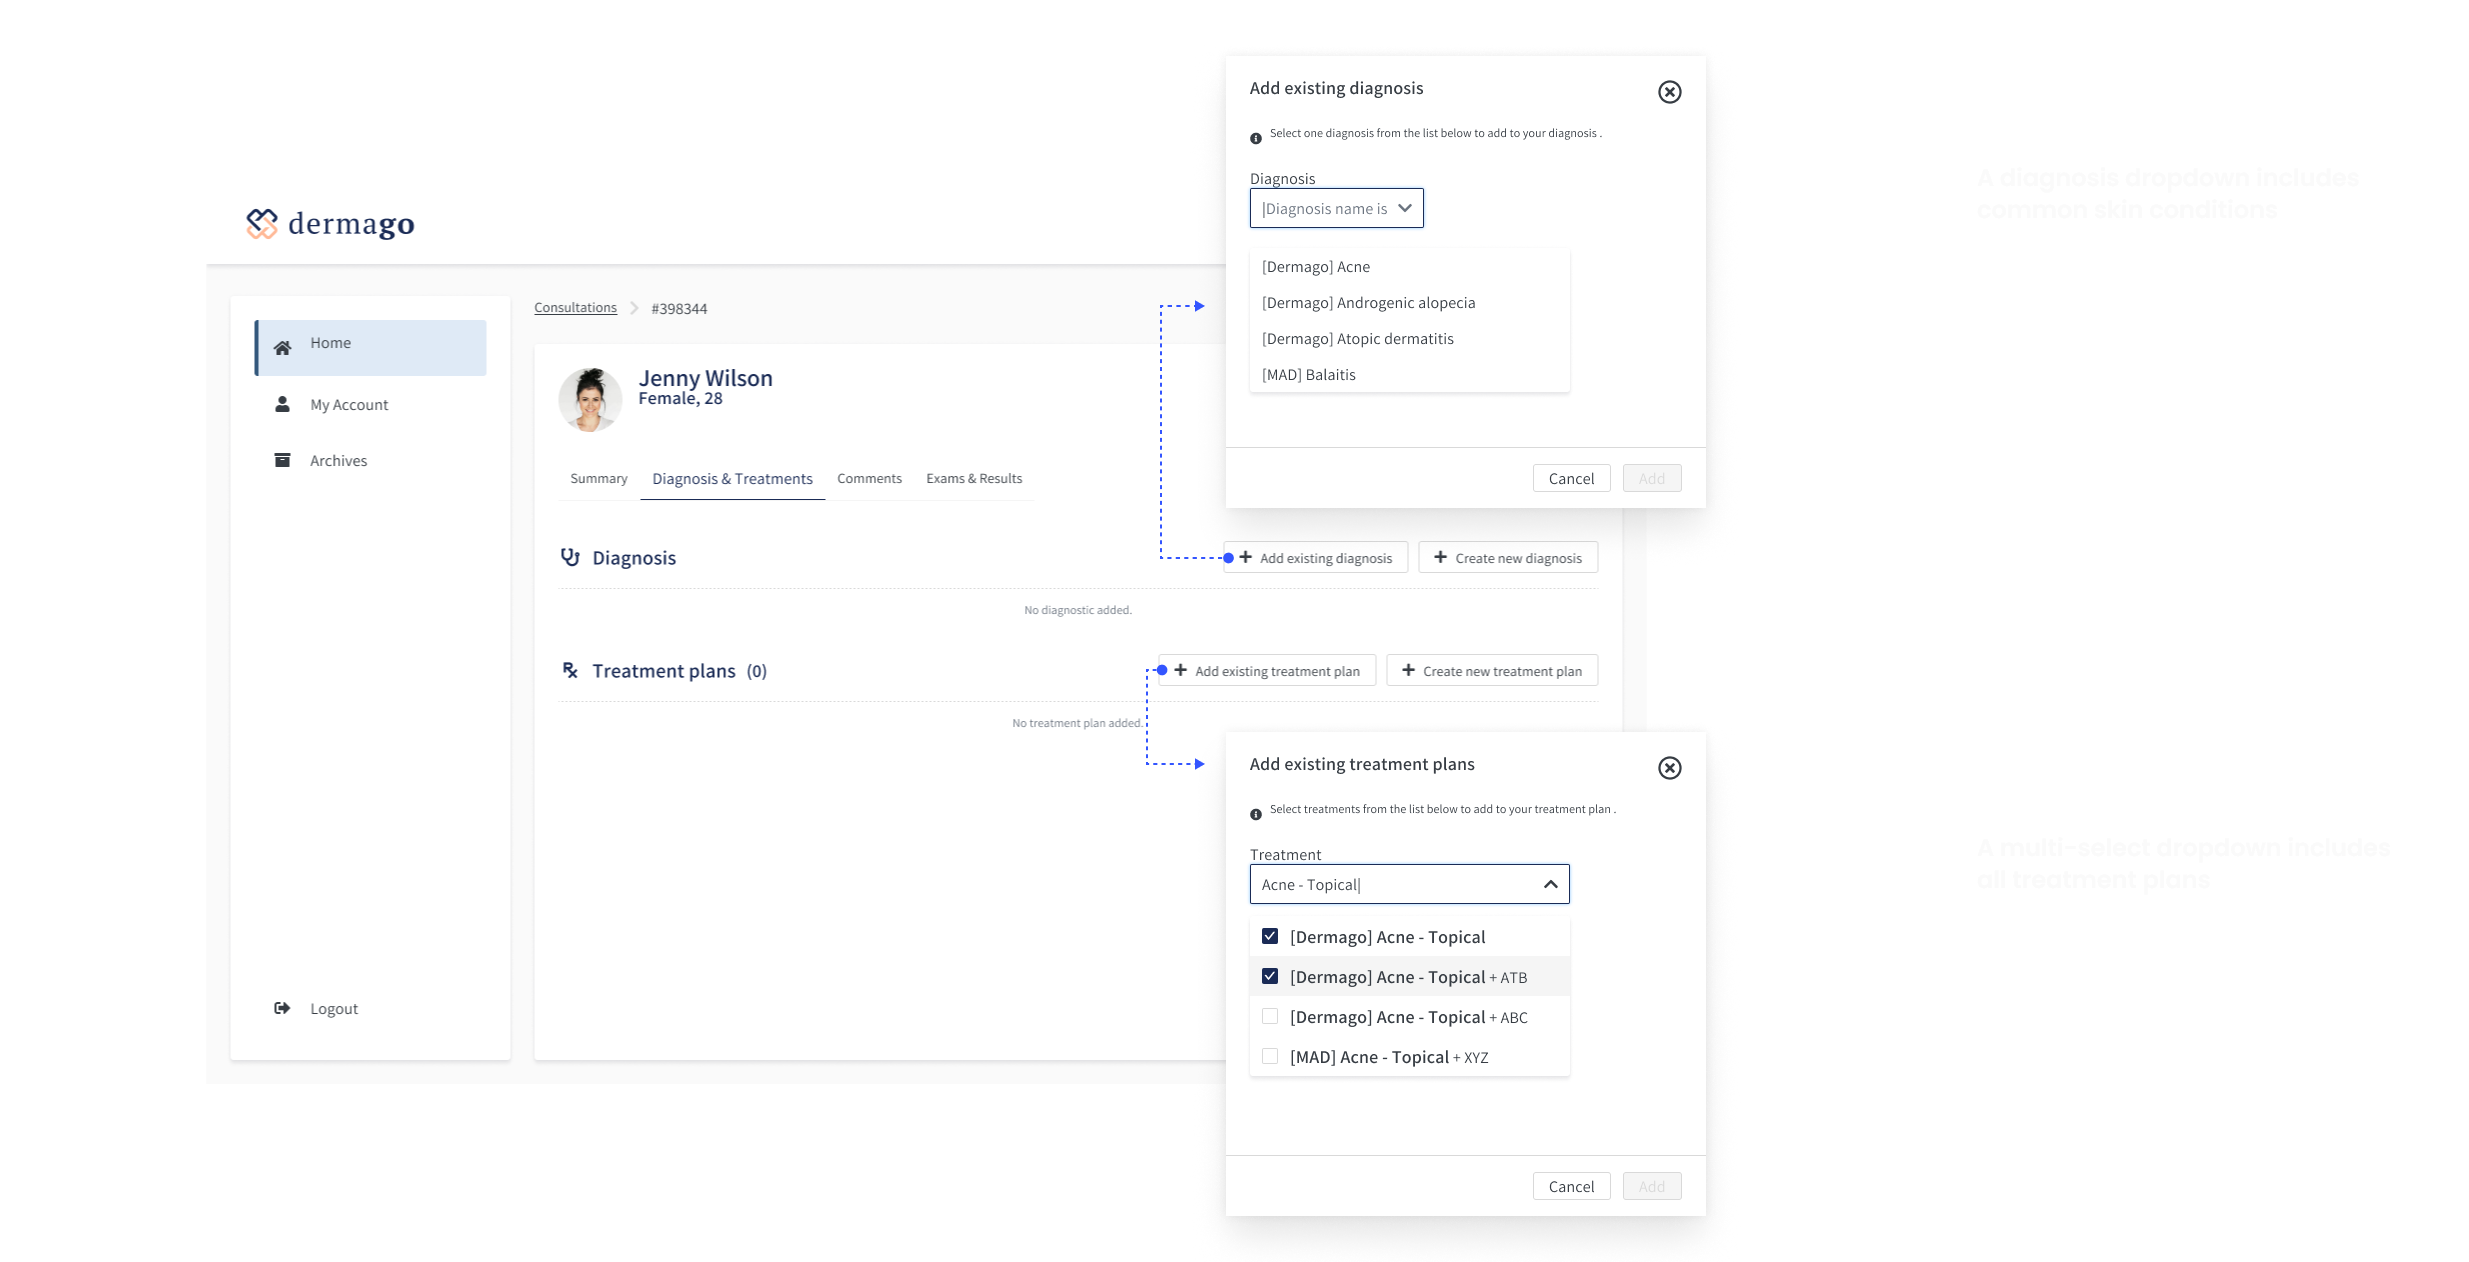 dermago
Home
My Account
Archives
Logout
Consultations
#398344
Jenny Wilson
Female, 28
Summary
Diagnosis & Treatments
Comments
Exams & Results
Diagnosis
Add existing diagnosis
Create new diagnosis
No diagnostic added.
Treatment plans (0)
Add existing treatment plan
Create new treatment plan
No treatment plan added.
Add existing diagnosis
Select one diagnosis from the list below to add to your diagnosis .
Diagnosis
Diagnosis name is
[Dermago] Acne
[Dermago] Androgenic alopecia
[Dermago] Atopic dermatitis
[MAD] Balaitis
Cancel
Add
A diagnosis dropdown includes
common skin conditions
Add existing treatment plans
Select treatments from the list below to add to your treatment plan .
Treatment
Acne - Topical
[Dermago] Acne - Topical
[Dermago] Acne - Topical + ATB
[Dermago] Acne - Topical + ABC
[MAD] Acne - Topical + XYZ
Cancel
Add
A multi-select dropdown includes
all treatment plans